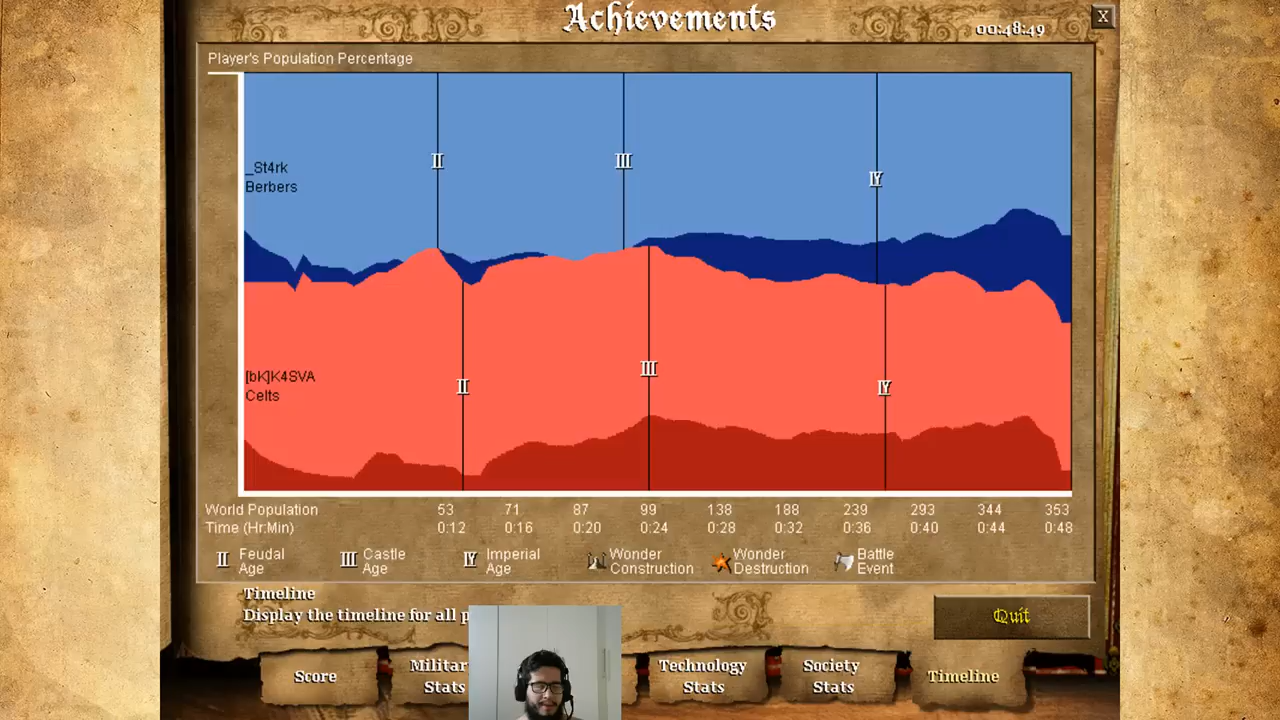 Achievements
00:48:49
X
Player's Population Percentage
_St4rk
Berbers
II
III
IV
[bK]K4SVA
Celts
II
III
IV
World Population 53 71 87 99 138 188 239 293 344 353
Time (Hr:Min) 0:12 0:16 0:20 0:24 0:28 0:32 0:36 0:40 0:44 0:48
II Feudal Age
III Castle Age
IV Imperial Age
Wonder Construction
Wonder Destruction
Battle Event
Timeline
Display the timeline for all
Quit
Score
Stats
Technology Stats
Society Stats
Timeline